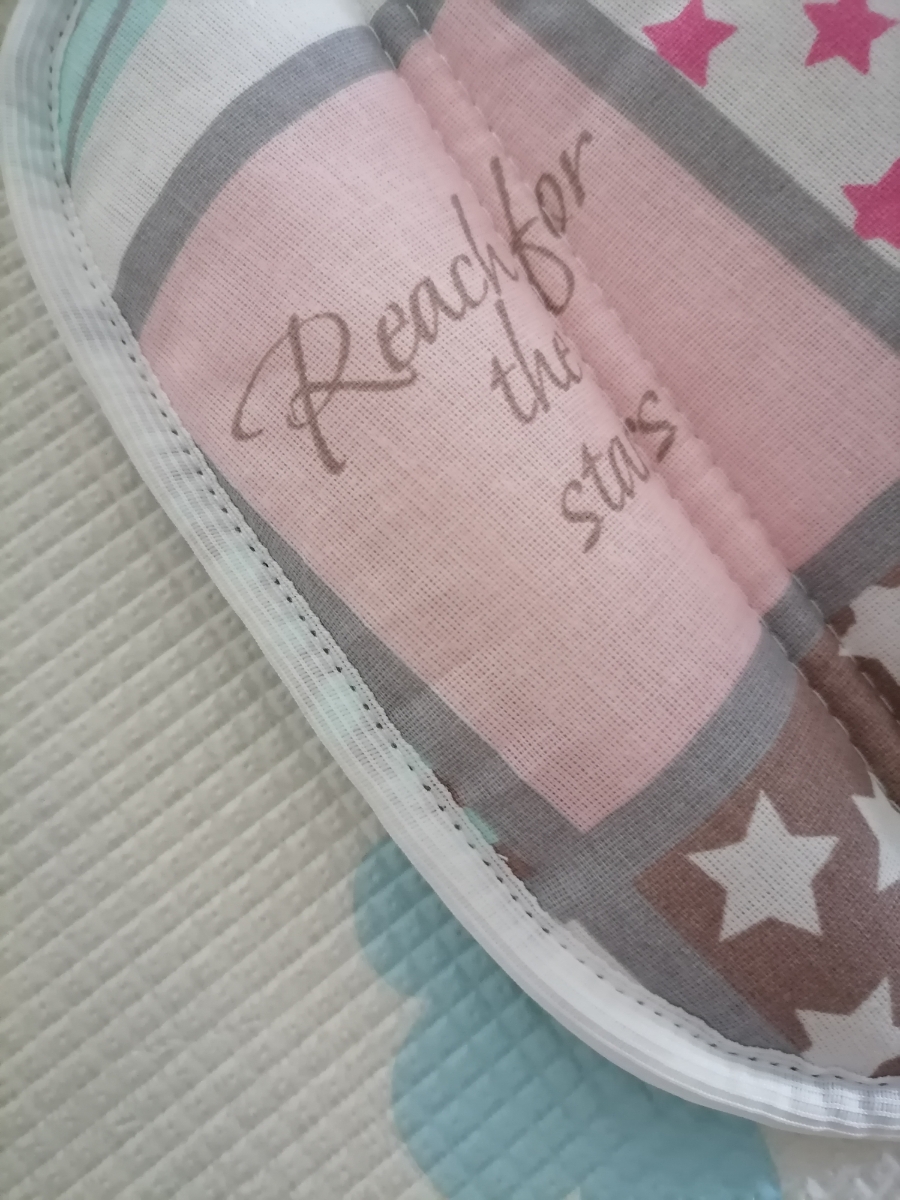 Reach for
the
stars